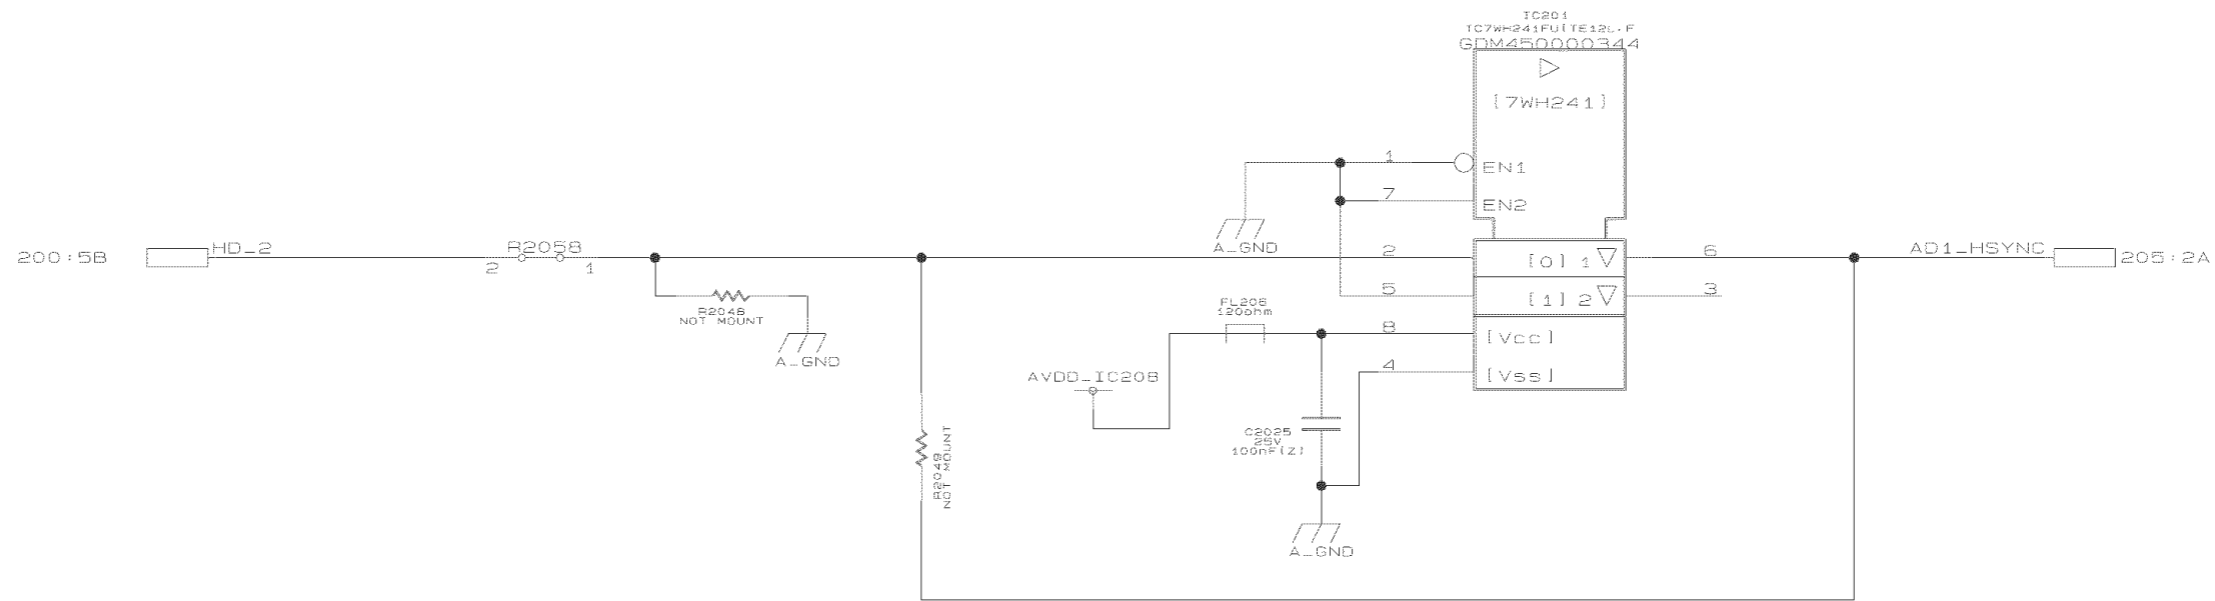 IC201
TC7WH241FU(TE12L,F
GDM450000344
[7WH241]
1
EN1
7
EN2
A_GND
200:5B
HD_2
R2058
2
1
2
[0] 1
6
AD1_HSYNC
205:2A
5
[1] 2
3
R2048
NOT MOUNT
A_GND
FL206
120ohm
8
[Vcc]
4
[Vss]
AVDD_IC208
C2025
25V
100nF(Z)
R2049
NOT MOUNT
A_GND